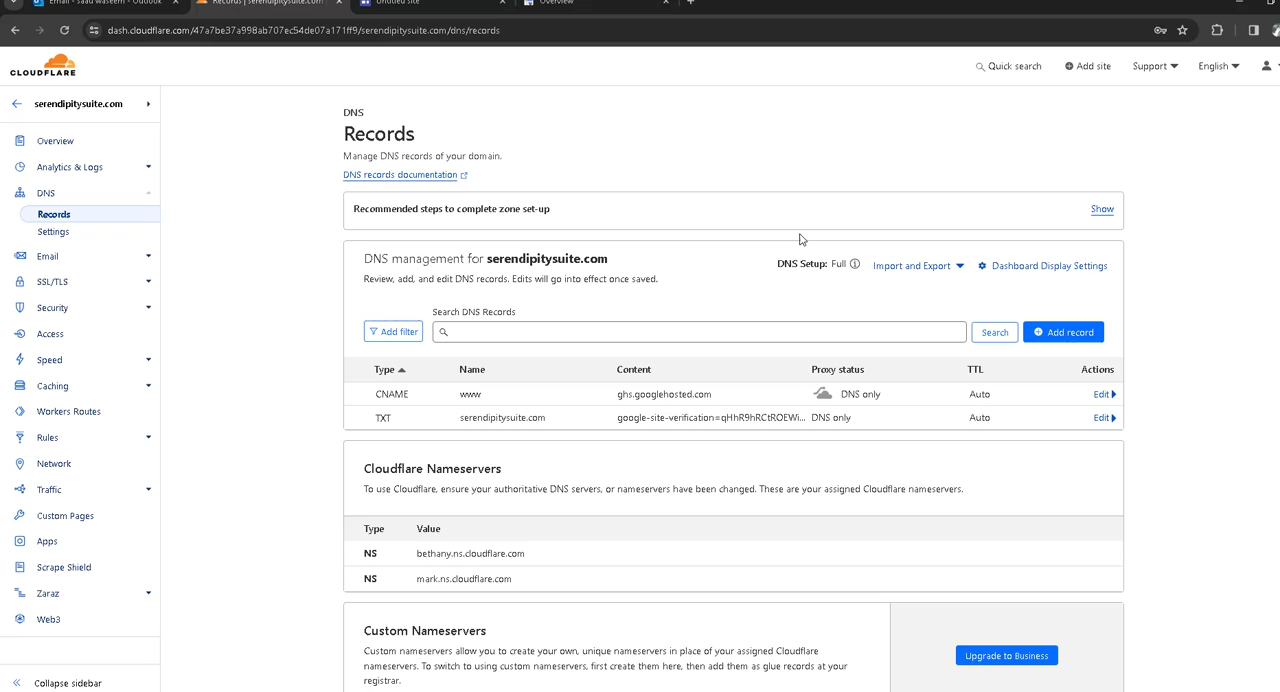 Email - saad waseem - Outlook
Records | serendipitysuite.com
Untitled site
Overview
dash.cloudflare.com/47a7be37a998ab707ec54de07a171ff9/serendipitysuite.com/dns/records
CLOUDFLARE
Quick search
Add site
Support
English
serendipitysuite.com
Overview
Analytics & Logs
DNS
Records
Settings
Email
SSL/TLS
Security
Access
Speed
Caching
Workers Routes
Rules
Network
Traffic
Custom Pages
Apps
Scrape Shield
Zaraz
Web3
Collapse sidebar
DNS
Records
Manage DNS records of your domain.
DNS records documentation
Recommended steps to complete zone set-up
Show
DNS management for serendipitysuite.com
DNS Setup: Full
Import and Export
Dashboard Display Settings
Review, add, and edit DNS records. Edits will go into effect once saved.
Search DNS Records
Add filter
Search
Add record
Type Name Content Proxy status TTL Actions
CNAME www ghs.googlehosted.com DNS only Auto Edit
TXT serendipitysuite.com google-site-verification=qHhR9hRCtROEWi... DNS only Auto Edit
Cloudflare Nameservers
To use Cloudflare, ensure your authoritative DNS servers, or nameservers have been changed. These are your assigned Cloudflare nameservers.
Type Value
NS bethany.ns.cloudflare.com
NS mark.ns.cloudflare.com
Custom Nameservers
Custom nameservers allow you to create your own, unique nameservers in place of your assigned Cloudflare
nameservers. To switch to using custom nameservers, first create them here, then add them as glue records at your
registrar.
Upgrade to Business